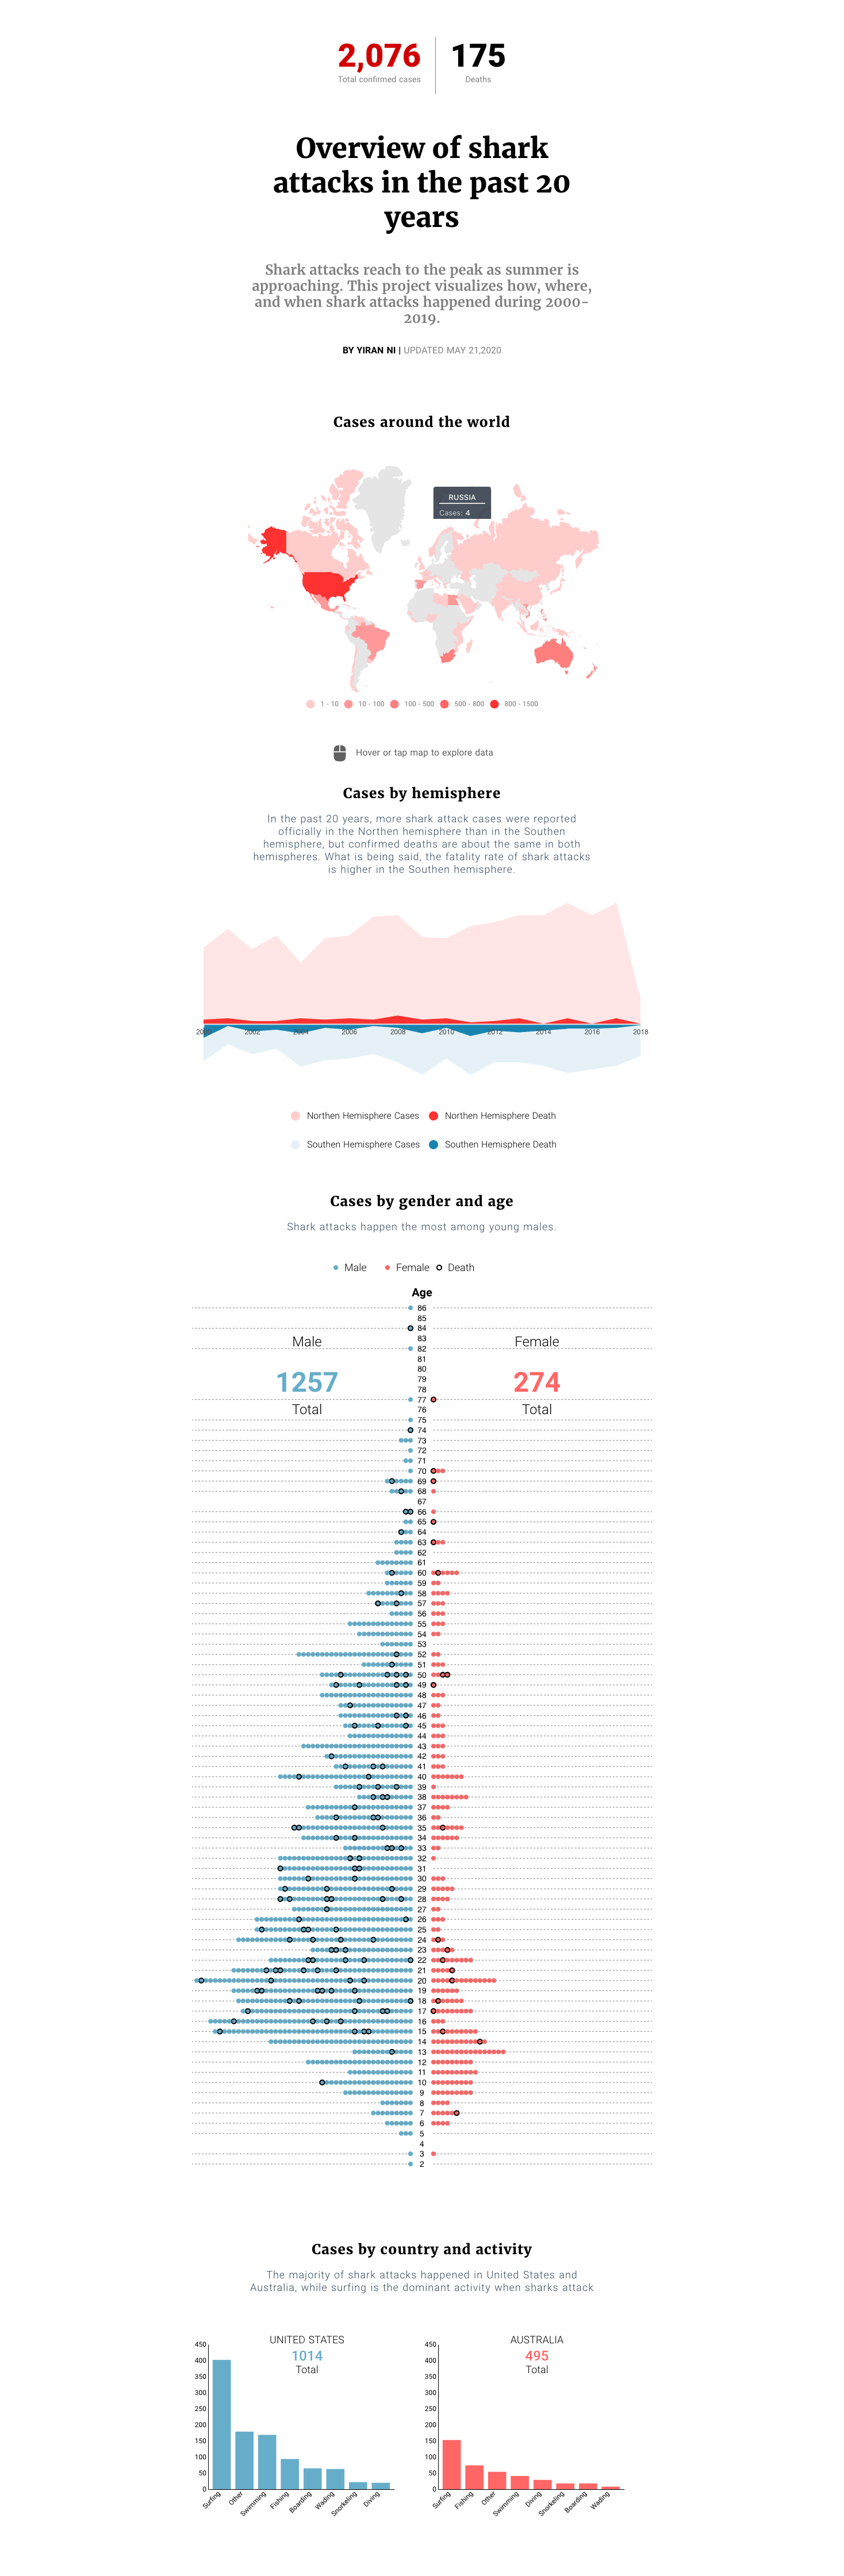 2,076
Total confirmed cases
175
Deaths
Overview of shark
attacks in the past 20
years
Shark attacks reach to the peak as summer is
approaching. This project visualizes how, where,
and when shark attacks happened during 2000-
2019.
BY YIRAN NI | UPDATED MAY 21,2020
Cases around the world
RUSSIA
Cases: 4
1 - 10 10 - 100 100 - 500 500 - 800 800 - 1500
Hover or tap map to explore data
Cases by hemisphere
In the past 20 years, more shark attack cases were reported
officially in the Northen hemisphere than in the Southen
hemisphere, but confirmed deaths are about the same in both
hemispheres. What is being said, the fatality rate of shark attacks
is higher in the Southen hemisphere.
2002 2004 2006 2008 2010 2012 2014 2016 2018
Northen Hemisphere Cases Northen Hemisphere Death
Southen Hemisphere Cases Southen Hemisphere Death
Cases by gender and age
Shark attacks happen the most among young males.
Male Female Death
Age
Male
1257
Total
Female
274
Total
86
85
84
83
82
81
80
79
78
77
76
75
74
73
72
71
70
69
68
67
66
65
64
63
62
61
60
59
58
57
56
55
54
53
52
51
50
49
48
47
46
45
44
43
42
41
40
39
38
37
36
35
34
33
32
31
30
29
28
27
26
25
24
23
22
21
20
19
18
17
16
15
14
13
12
11
10
9
8
7
6
5
4
3
2
Cases by country and activity
The majority of shark attacks happened in United States and
Australia, while surfing is the dominant activity when sharks attack
UNITED STATES
1014
Total
450
400
350
300
250
200
150
100
50
0
Surfing Other Swimming Fishing Boarding Wading Snorkeling Diving
AUSTRALIA
495
Total
450
400
350
300
250
200
150
100
50
0
Surfing Fishing Other Swimming Diving Snorkeling Boarding Wading